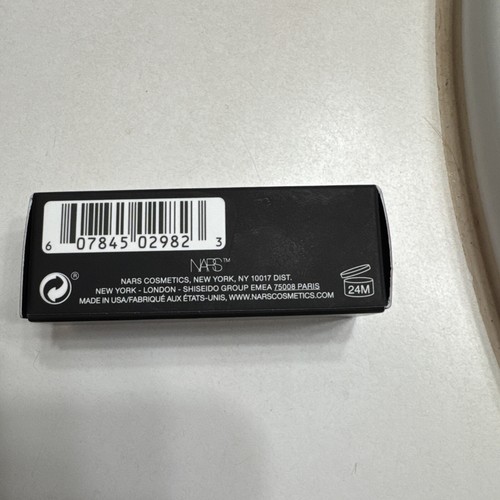 6 07845 02982 3
NARS™
NARS COSMETICS, NEW YORK, NY 10017 DIST.
NEW YORK - LONDON - SHISEIDO GROUP EMEA 75008 PARIS
MADE IN USA/FABRIQUÉ AUX ÉTATS-UNIS, WWW.NARSCOSMETICS.COM
®
24M